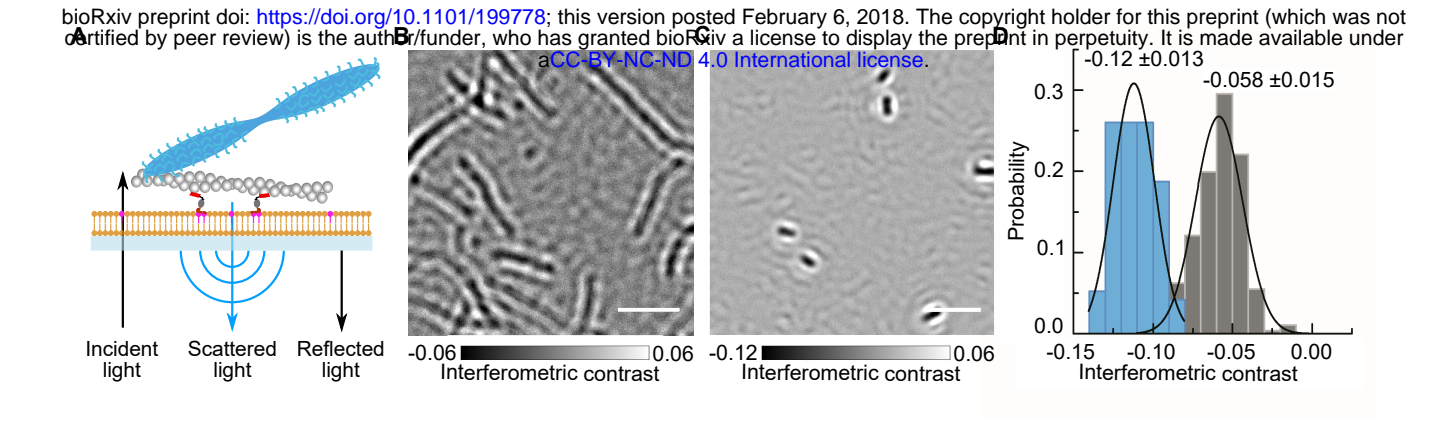 bioRxiv preprint doi: https://doi.org/10.1101/199778; this version posted February 6, 2018. The copyright holder for this preprint (which was not
certified by peer review) is the author/funder, who has granted bioRxiv a license to display the preprint in perpetuity. It is made available under
aCC-BY-NC-ND 4.0 International license.
A
B
C
D
Incident
light
Scattered
light
Reflected
light
-0.06
0.06
Interferometric contrast
-0.12
0.06
Interferometric contrast
-0.12 ±0.013
-0.058 ±0.015
Probability
0.3
0.2
0.1
0.0
-0.15
-0.10
-0.05
0.00
Interferometric contrast